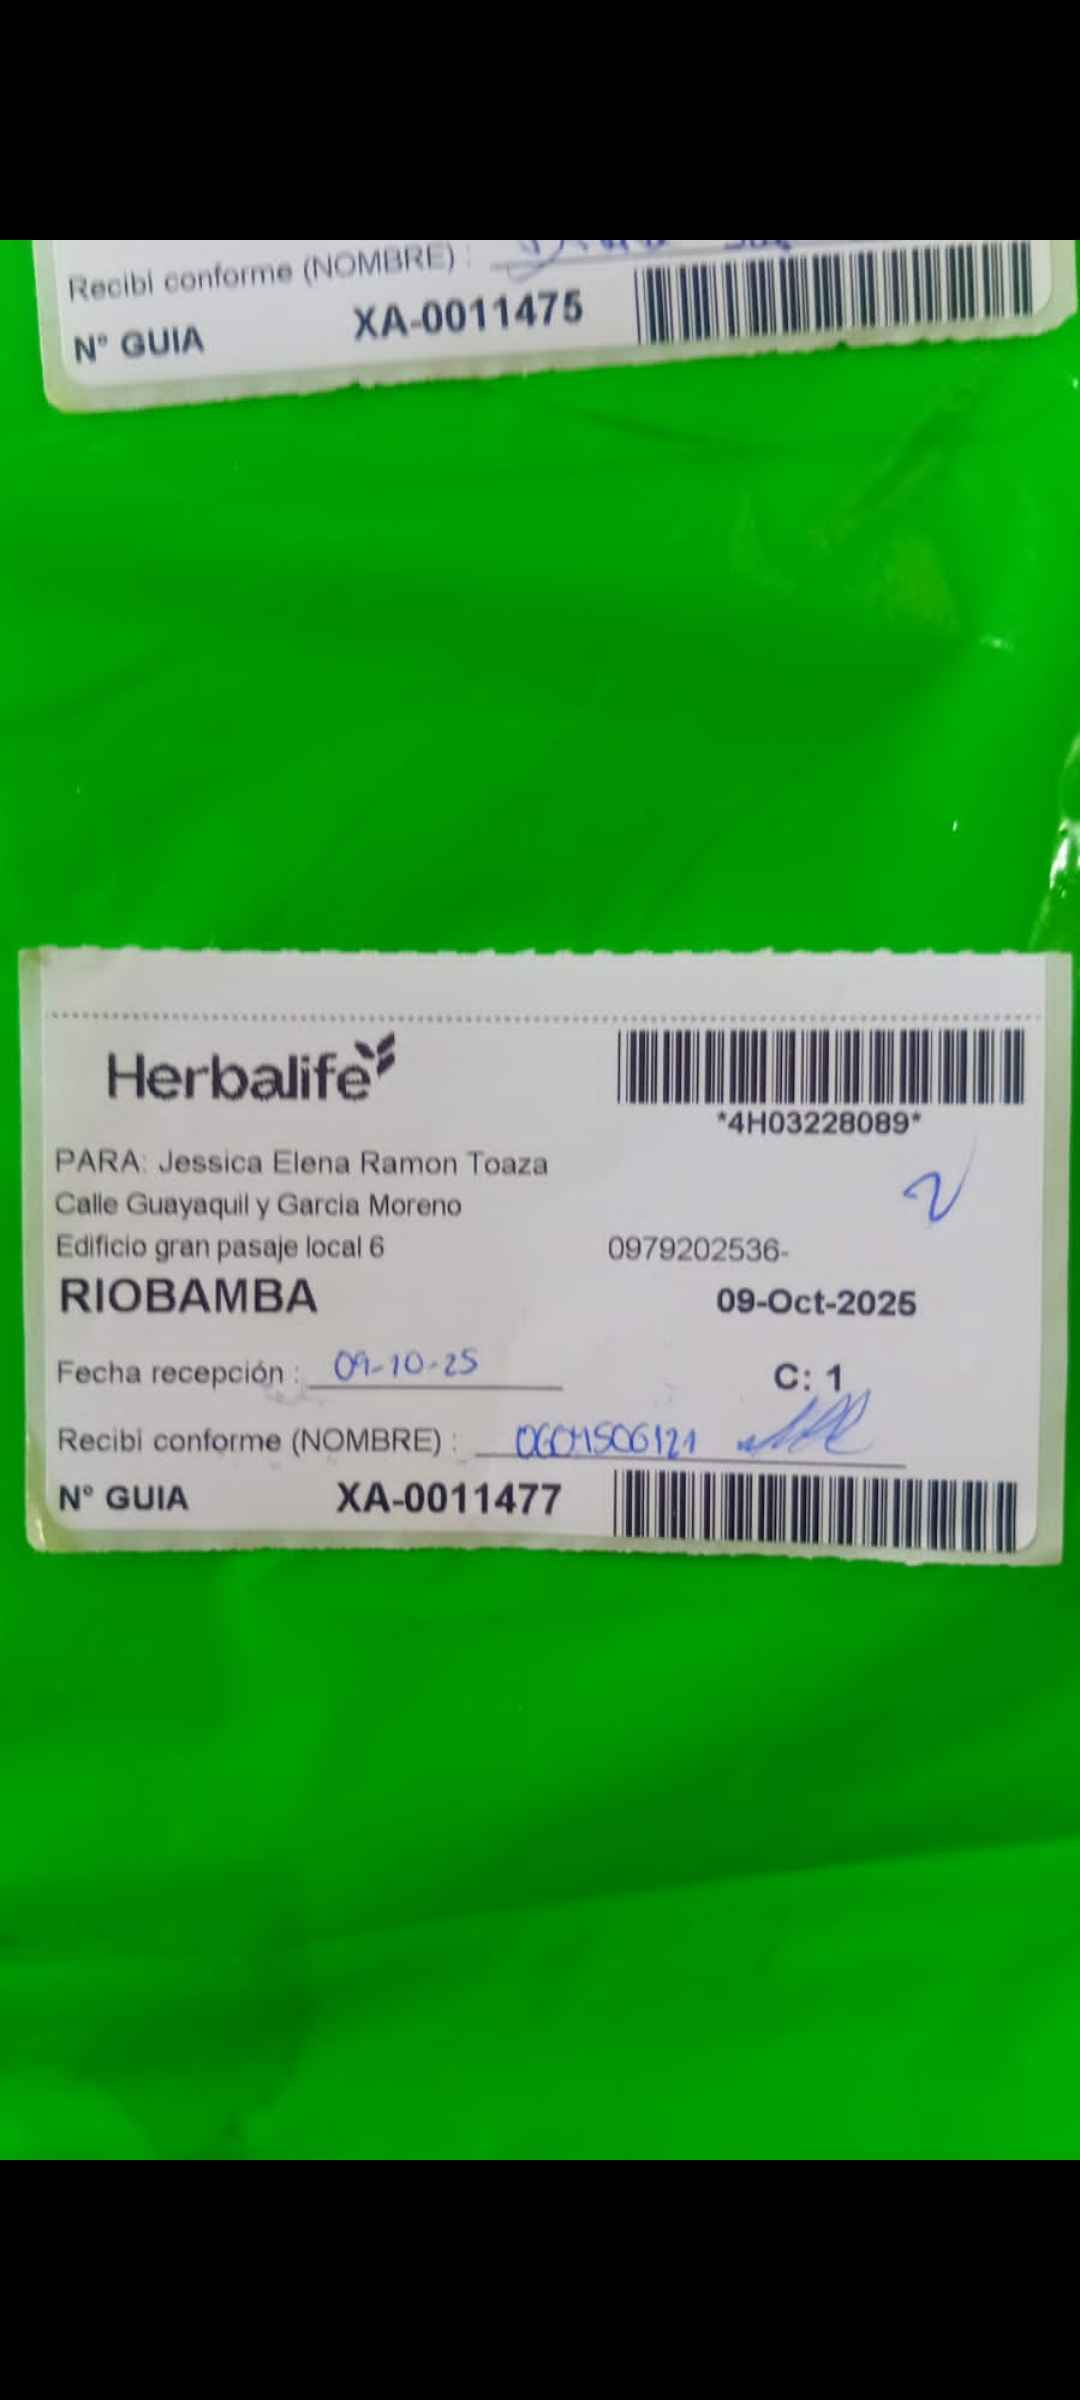 Recibi conforme (NOMBRE) :
N° GUIA XA-0011475
Herbalife
*4H03228089*
PARA: Jessica Elena Ramon Toaza
Calle Guayaquil y Garcia Moreno
Edificio gran pasaje local 6 0979202536-
RIOBAMBA 09-Oct-2025
Fecha recepción : 09-10-25 C: 1
Recibi conforme (NOMBRE) :
N° GUIA XA-0011477